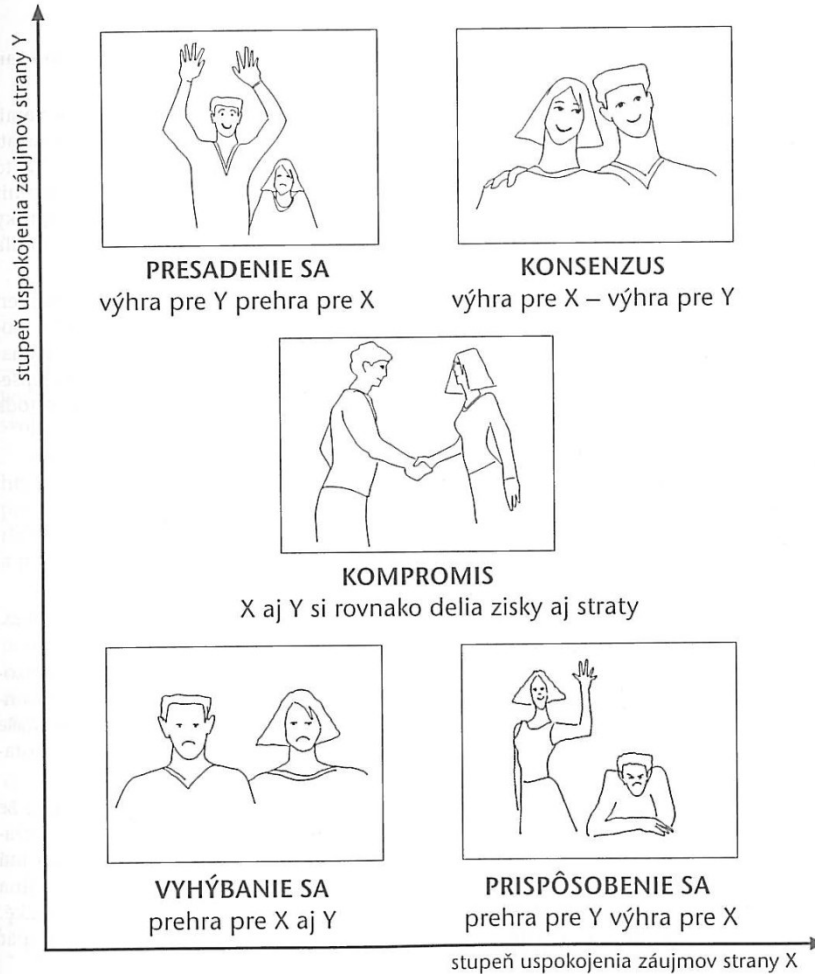 stupeň uspokojenia záujmov strany Y
PRESADENIE SA
výhra pre Y prehra pre X
KONSENZUS
výhra pre X – výhra pre Y
KOMPROMIS
X aj Y si rovnako delia zisky aj straty
VYHÝBANIE SA
prehra pre X aj Y
PRISPÔSOBENIE SA
prehra pre Y výhra pre X
stupeň uspokojenia záujmov strany X